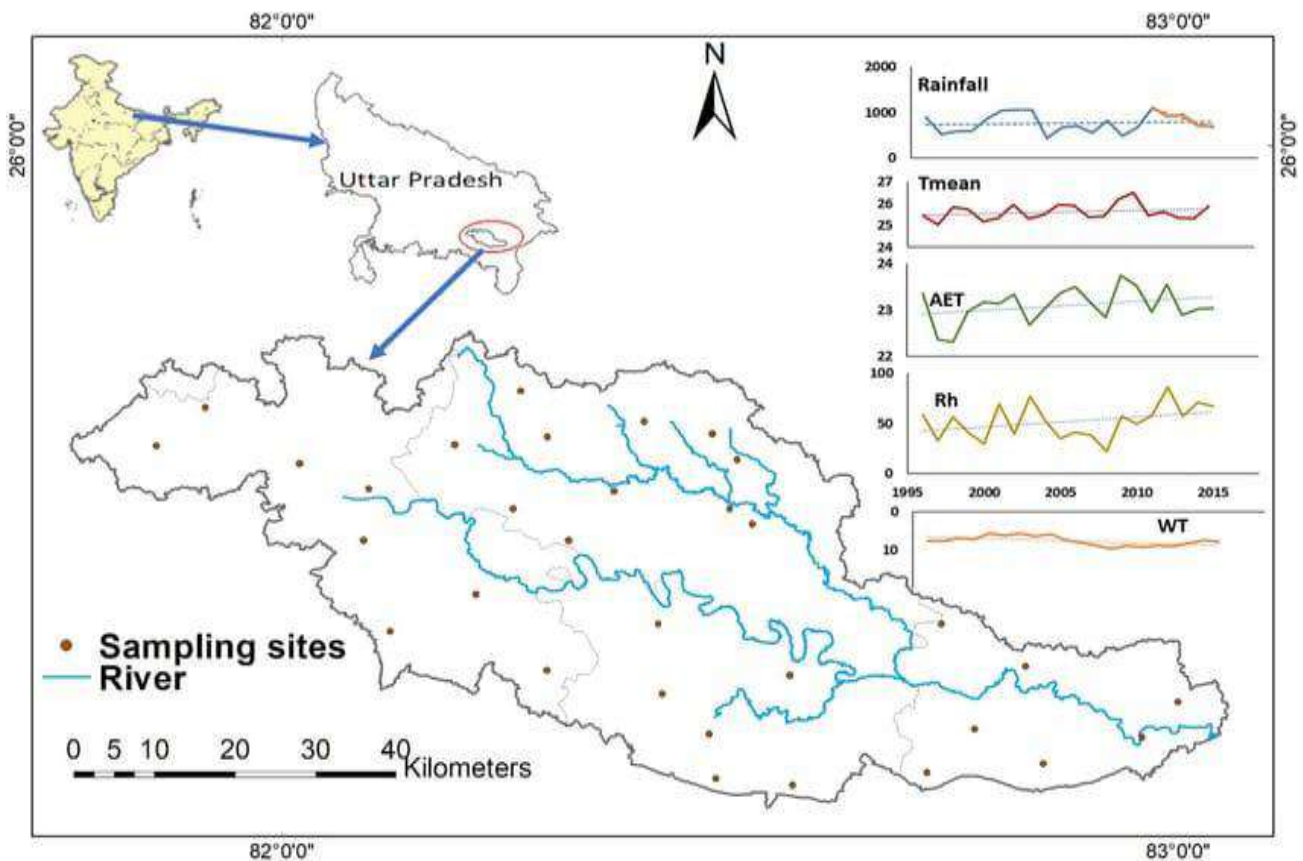 82°0'0"
83°0'0"
26°0'0"
26°0'0"
N
Uttar Pradesh
Rainfall
2000
1000
0
Tmean
27
26
25
24
AET
24
23
22
Rh
100
50
0
1995 2000 2005 2010 2015
WT
0
10
Sampling sites
River
0 5 10 20 30 40
Kilometers
82°0'0"
83°0'0"